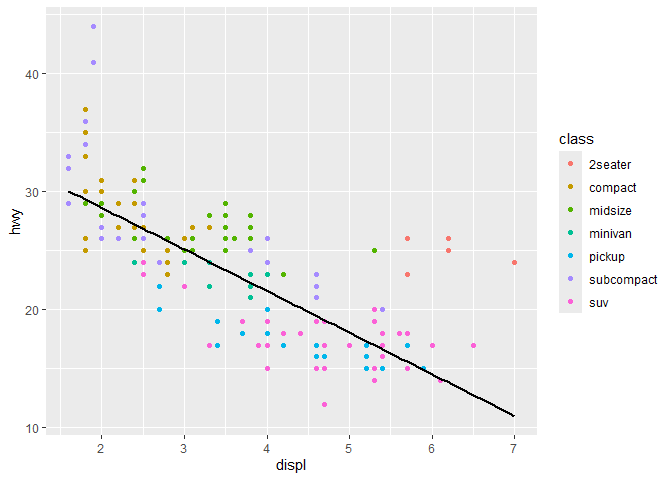 40
30
20
10
hwy
2
3
4
5
6
7
displ
class
2seater
compact
midsize
minivan
pickup
subcompact
suv